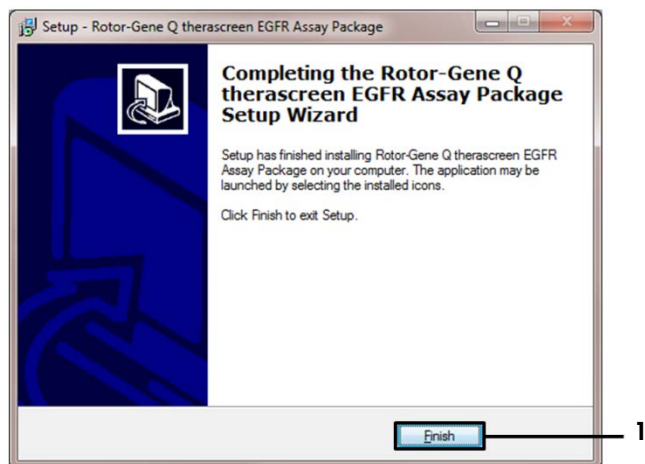 Setup - Rotor-Gene Q therascreen EGFR Assay Package
Completing the Rotor-Gene Q
therascreen EGFR Assay Package
Setup Wizard
Setup has finished installing Rotor-Gene Q therascreen EGFR
Assay Package on your computer. The application may be
launched by selecting the installed icons.
Click Finish to exit Setup.
Finish
1